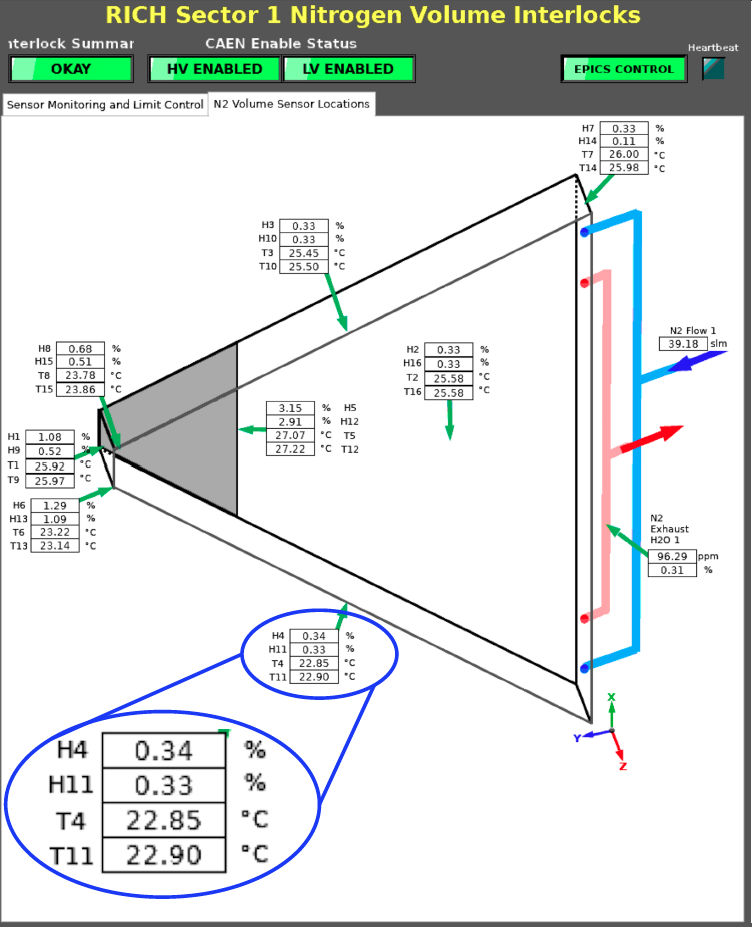 RICH Sector 1 Nitrogen Volume Interlocks
nterlock Summar
CAEN Enable Status
Heartbeat
OKAY
HV ENABLED
LV ENABLED
EPICS CONTROL
Sensor Monitoring and Limit Control
N2 Volume Sensor Locations
H7 0.33 %
H14 0.11 %
T7 26.00 °C
T14 25.98 °C
H3 0.33 %
H10 0.33 %
T3 25.45 °C
T10 25.50 °C
N2 Flow 1
39.18 slm
H8 0.68 %
H15 0.51 %
T8 23.78 °C
T15 23.86 °C
H2 0.33 %
H16 0.33 %
T2 25.58 °C
T16 25.58 °C
3.15 % H5
2.91 % H12
27.07 °C T5
27.22 °C T12
H1 1.08 %
H9 0.52 %
T1 25.92 °C
T9 25.97 °C
H6 1.29 %
H13 1.09 %
T6 23.22 °C
T13 23.14 °C
N2
Exhaust
H2O 1
96.29 ppm
0.31 %
H4 0.34 %
H11 0.33 %
T4 22.85 °C
T11 22.90 °C
X
Y
Z
H4 0.34 %
H11 0.33 %
T4 22.85 °C
T11 22.90 °C